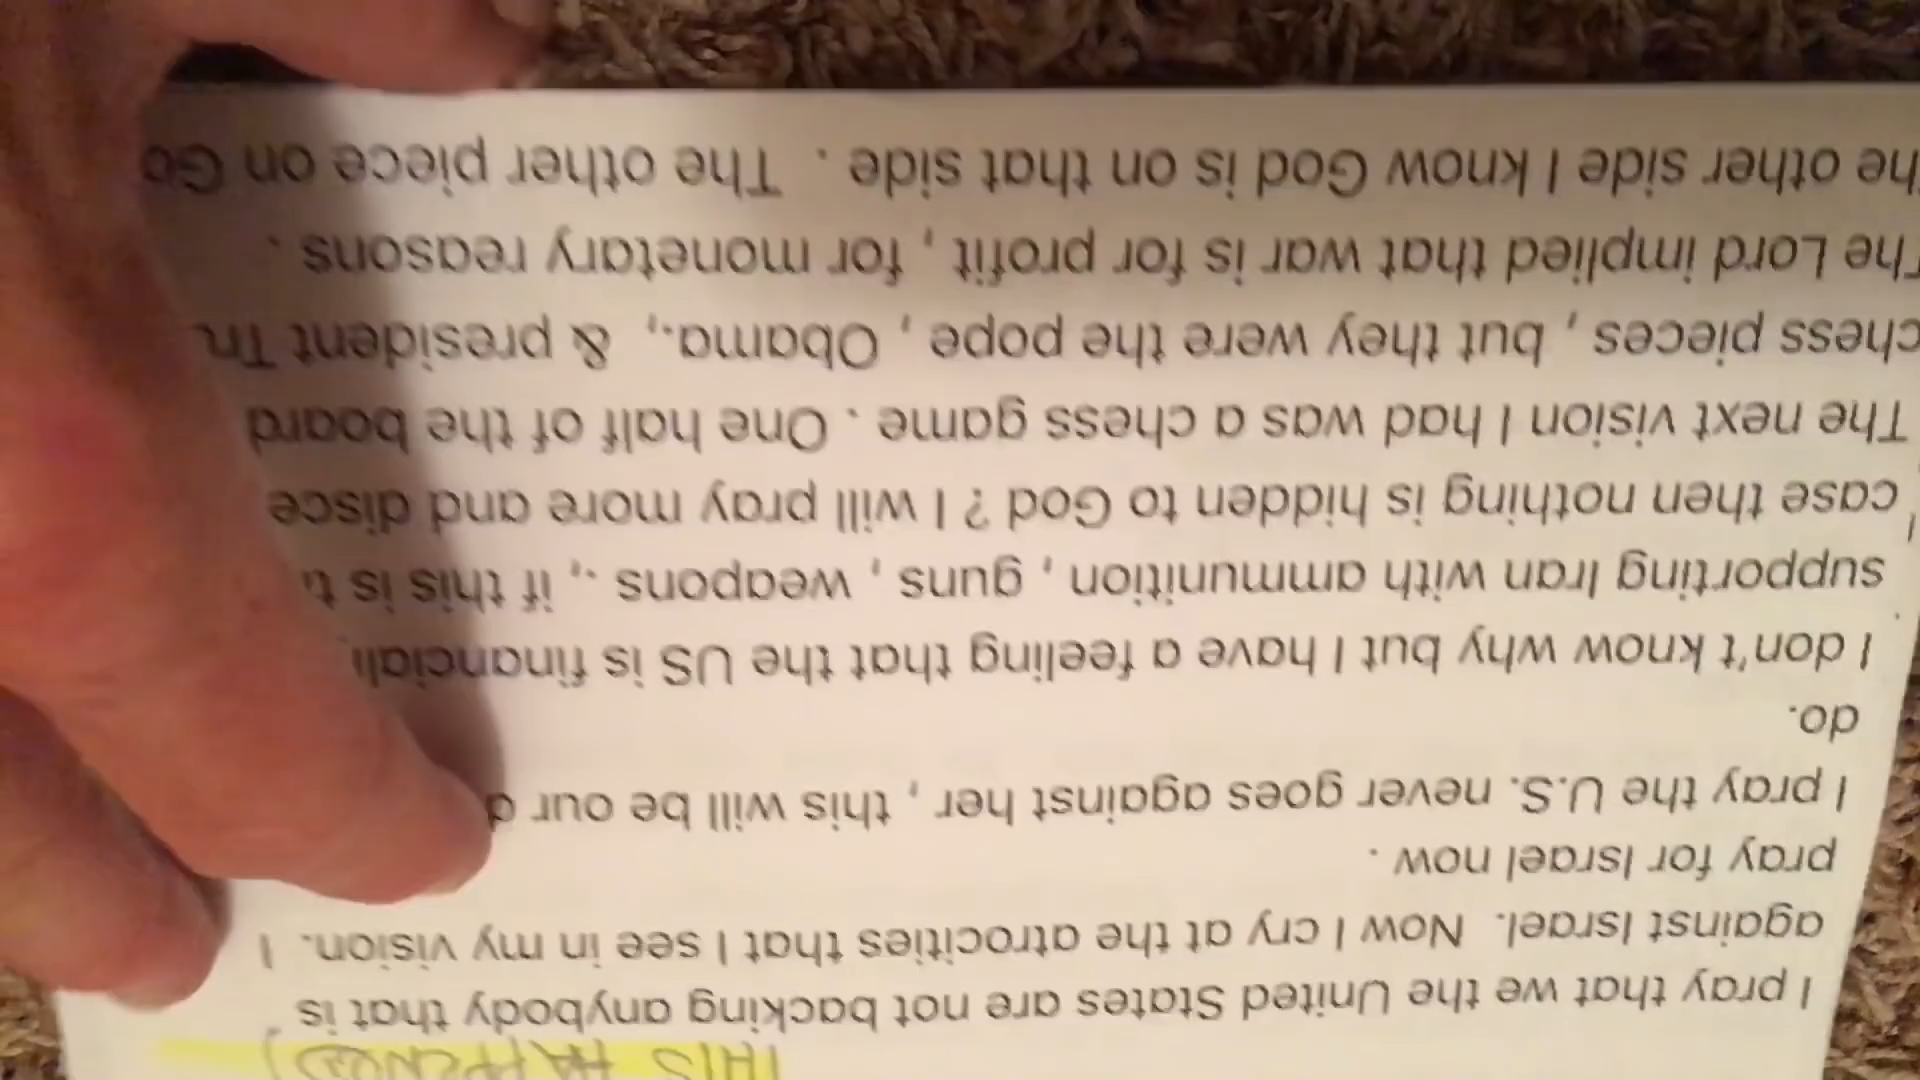 THIS HAPPENED)
I pray that we the United States are not backing anybody that is
against Israel. Now I cry at the atrocities that I see in my vision. I
pray for Israel now .
I pray the U.S. never goes against her , this will be our
do.
I don't know why but I have a feeling that the US is
supporting Iran with ammunition , guns , weapons ., if this is
case then nothing is hidden to God ? I will pray more and
The next vision I had was a chess game . One half of the board
chess pieces , but they were the pope , Obama., & president
The Lord implied that war is for profit , for monetary reasons .
the other side I know God is on that side . The other piece on